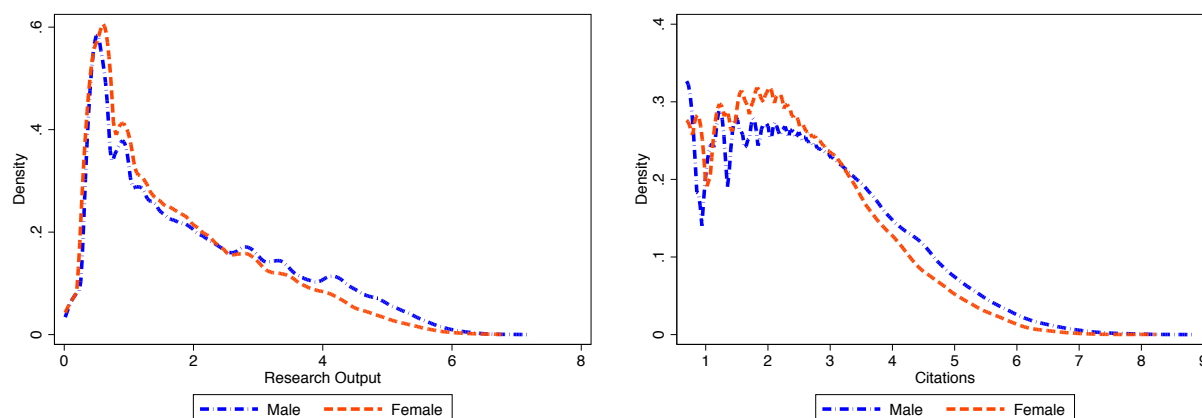 .6
.4
.2
0
Density
0 2 4 6 8
Research Output
Male Female
.4
.3
.2
.1
0
Density
1 2 3 4 5 6 7 8 9
Citations
Male Female